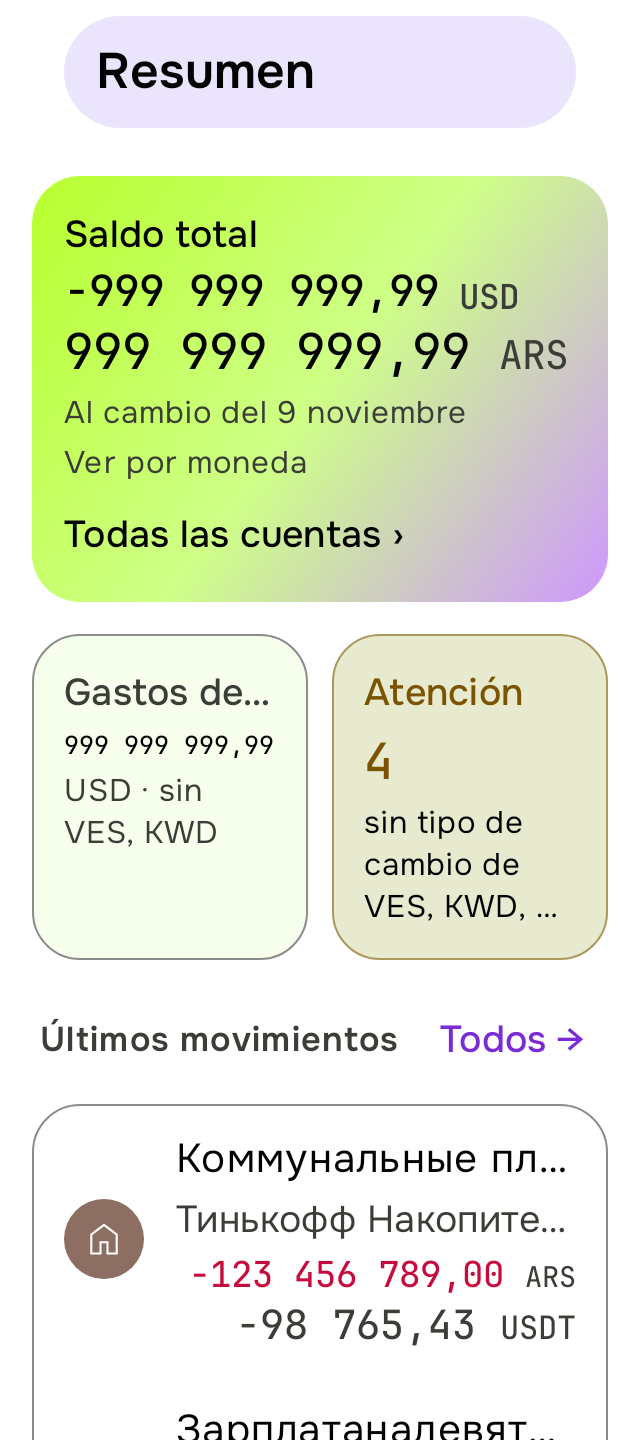 Resumen
Saldo total
-999 999 999,99 USD
999 999 999,99 ARS
Al cambio del 9 noviembre
Ver por moneda
Todas las cuentas ›
Gastos de…
999 999 999,99
USD · sin
VES, KWD
Atención
4
sin tipo de
cambio de
VES, KWD, …
Últimos movimientos
Todos →
Коммунальные пл…
Тинькофф Накопите…
-123 456 789,00 ARS
-98 765,43 USDT
Зарплатанадевят…